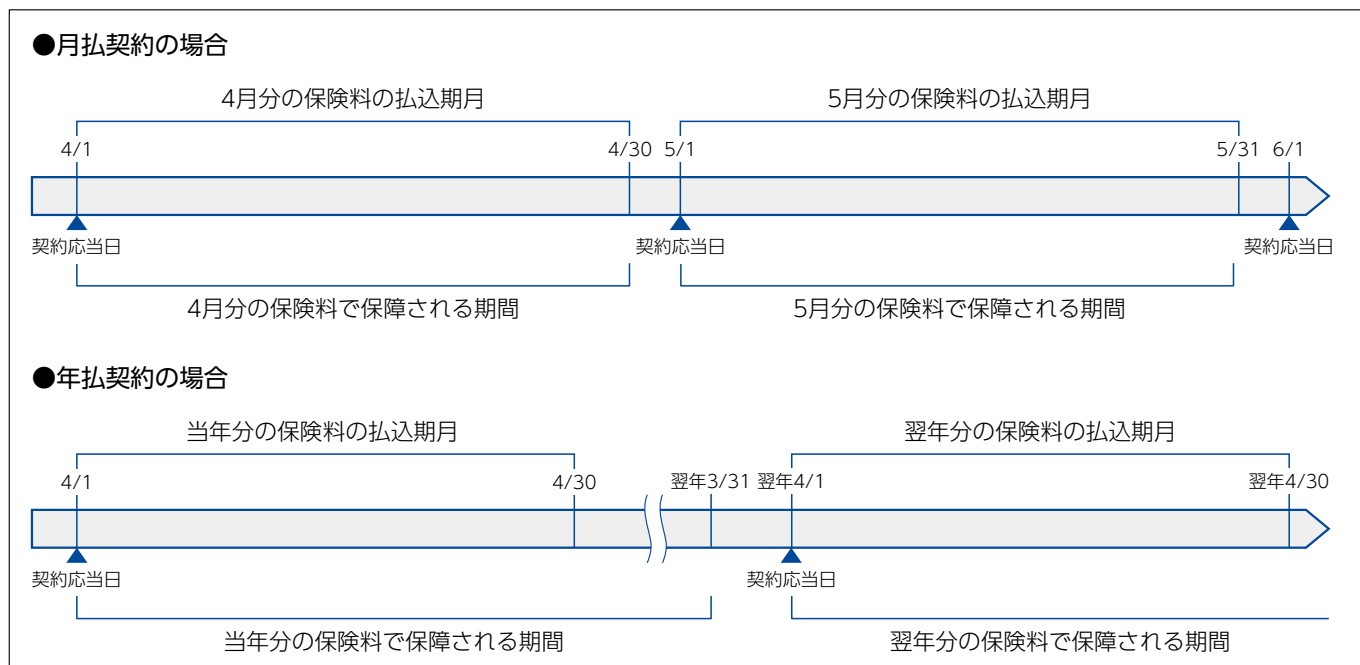 ●月払契約の場合
4月分の保険料の払込期月 5月分の保険料の払込期月
4/1 4/30 5/1 5/31 6/1
契約応当日 契約応当日 契約応当日
4月分の保険料で保障される期間 5月分の保険料で保障される期間
●年払契約の場合
当年分の保険料の払込期月 翌年分の保険料の払込期月
4/1 4/30 翌年3/31 翌年4/1 翌年4/30
契約応当日 契約応当日
当年分の保険料で保障される期間 翌年分の保険料で保障される期間